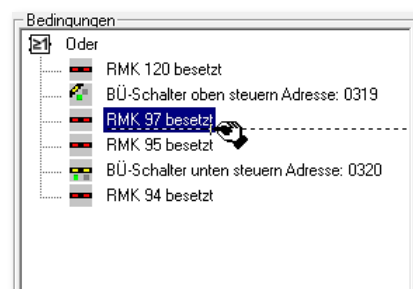 Bedingungen
≥1 Oder
RMK 120 besetzt
BÜ-Schalter oben steuern Adresse: 0319
RMK 97 besetzt
RMK 95 besetzt
BÜ-Schalter unten steuern Adresse: 0320
RMK 94 besetzt